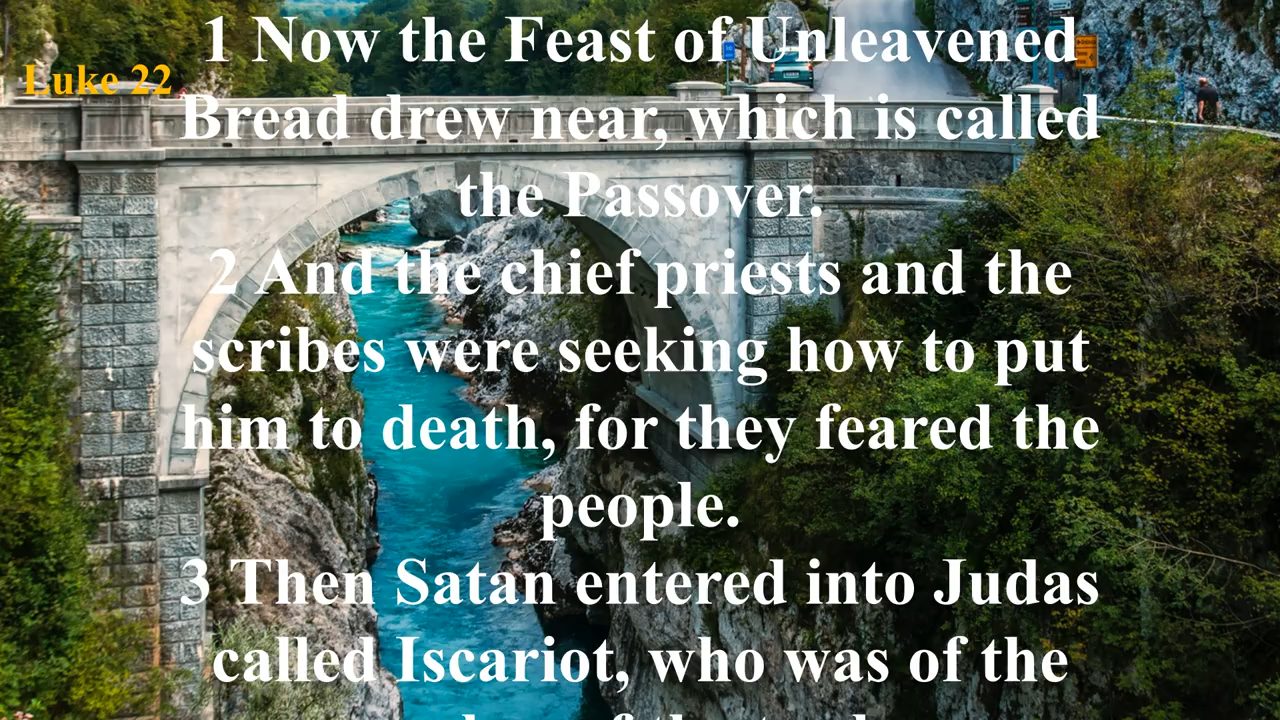 Luke 22
1 Now the Feast of Unleavened
Bread drew near, which is called
the Passover.
2 And the chief priests and the
scribes were seeking how to put
him to death, for they feared the
people.
3 Then Satan entered into Judas
called Iscariot, who was of the